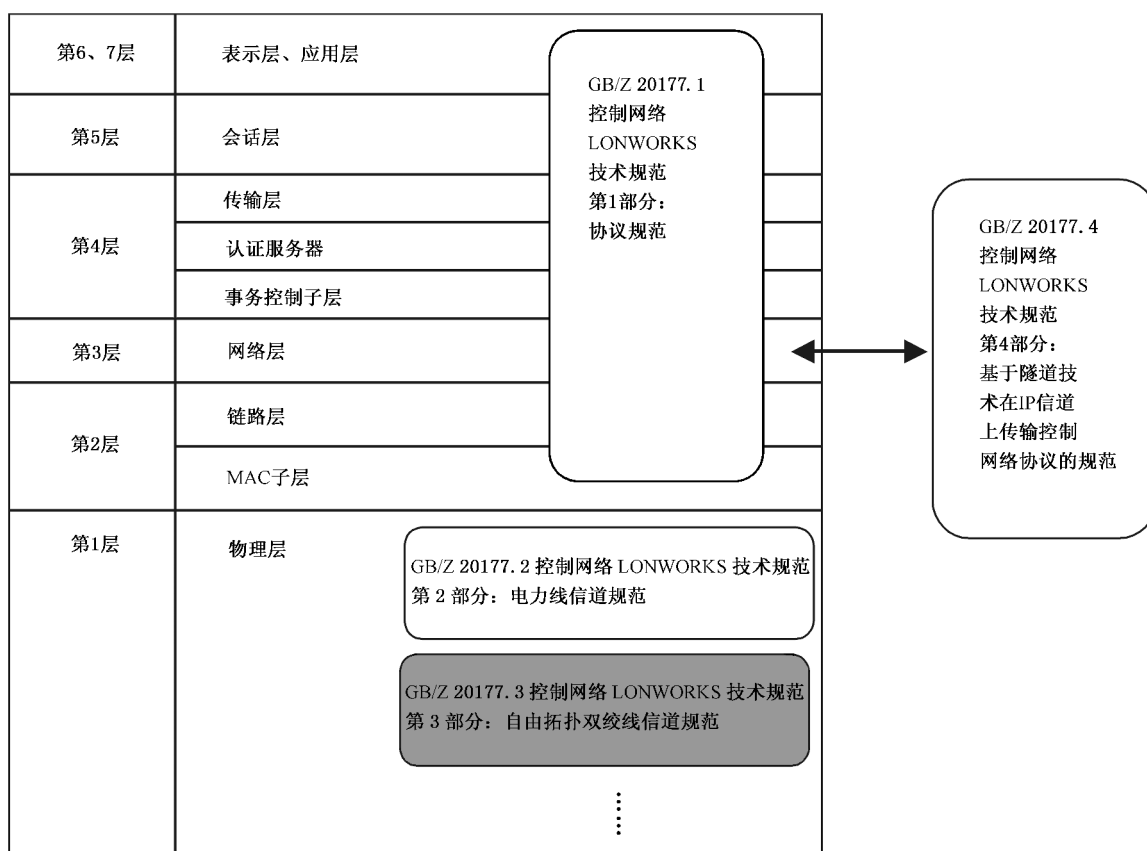 第6、7层
表示层、应用层
第5层
会话层
第4层
传输层
认证服务器
事务控制子层
第3层
网络层
第2层
链路层
MAC子层
第1层
物理层
GB/Z 20177.1
控制网络
LONWORKS
技术规范
第1部分：
协议规范
GB/Z 20177.2 控制网络 LONWORKS 技术规范
第 2 部分：电力线信道规范
GB/Z 20177.3 控制网络 LONWORKS 技术规范
第 3 部分：自由拓扑双绞线信道规范
GB/Z 20177.4
控制网络
LONWORKS
技术规范
第4部分：
基于隧道技
术在IP信道
上传输控制
网络协议的规范